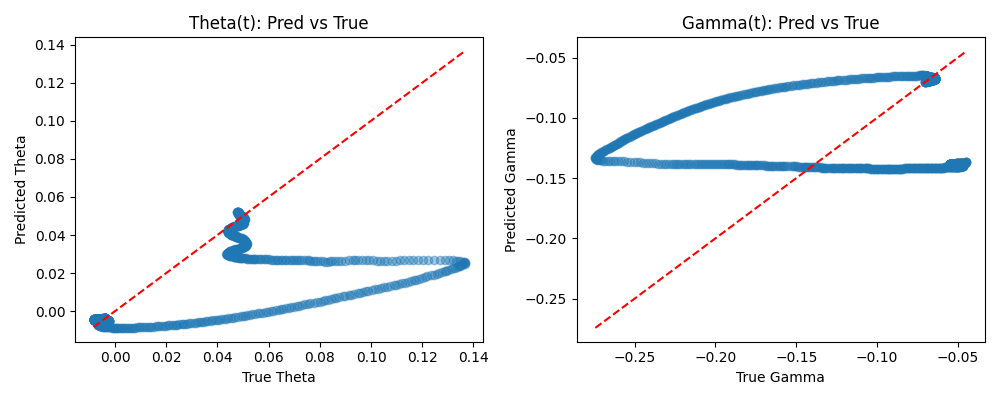 Theta(t): Pred vs True
Predicted Theta
0.14
0.12
0.10
0.08
0.06
0.04
0.02
0.00
0.00 0.02 0.04 0.06 0.08 0.10 0.12 0.14
True Theta
Gamma(t): Pred vs True
Predicted Gamma
−0.05
−0.10
−0.15
−0.20
−0.25
−0.25 −0.20 −0.15 −0.10 −0.05
True Gamma